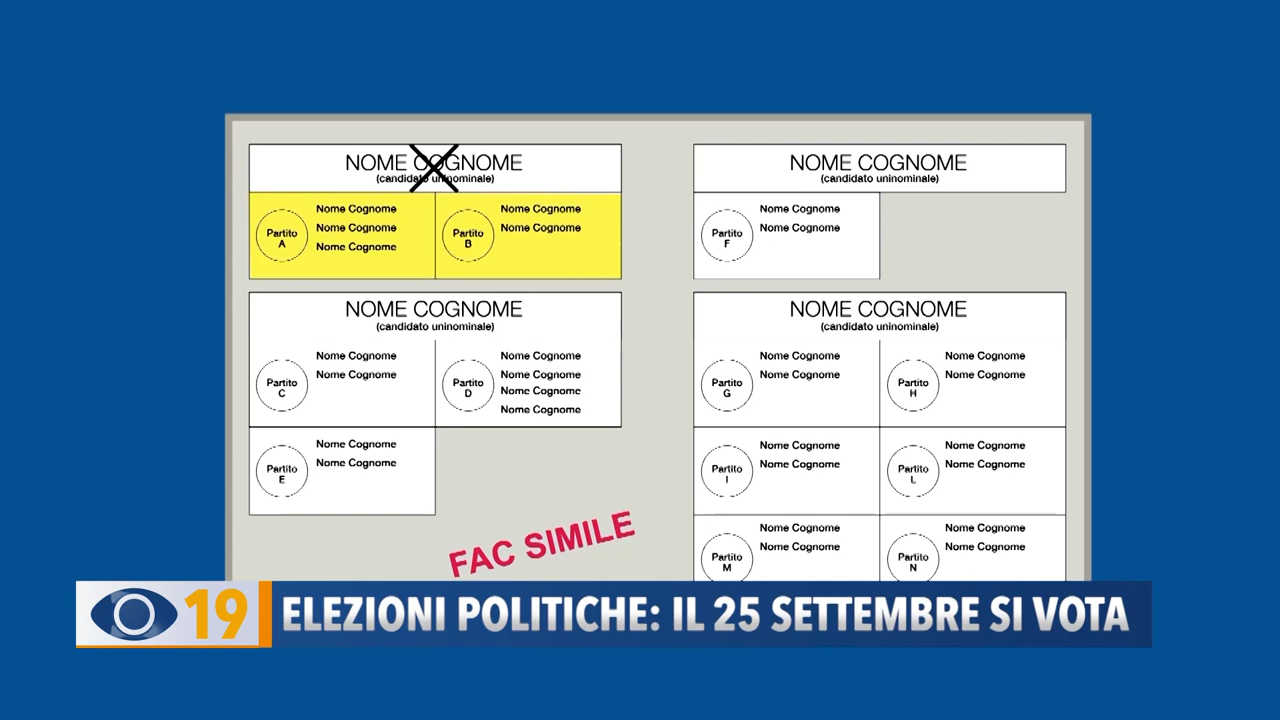 NOME COGNOME
(candidato uninominale)
Partito
A
Nome Cognome
Nome Cognome
Nome Cognome
Partito
B
Nome Cognome
Nome Cognome
NOME COGNOME
(candidato uninominale)
Partito
F
Nome Cognome
Nome Cognome
NOME COGNOME
(candidato uninominale)
Partito
C
Nome Cognome
Nome Cognome
Partito
D
Nome Cognome
Nome Cognome
Nome Cognome
Nome Cognome
Partito
E
Nome Cognome
Nome Cognome
NOME COGNOME
(candidato uninominale)
Partito
G
Nome Cognome
Nome Cognome
Partito
H
Nome Cognome
Nome Cognome
Partito
I
Nome Cognome
Nome Cognome
Partito
L
Nome Cognome
Nome Cognome
Partito
M
Nome Cognome
Nome Cognome
Partito
N
Nome Cognome
Nome Cognome
FAC SIMILE
19
ELEZIONI POLITICHE: IL 25 SETTEMBRE SI VOTA